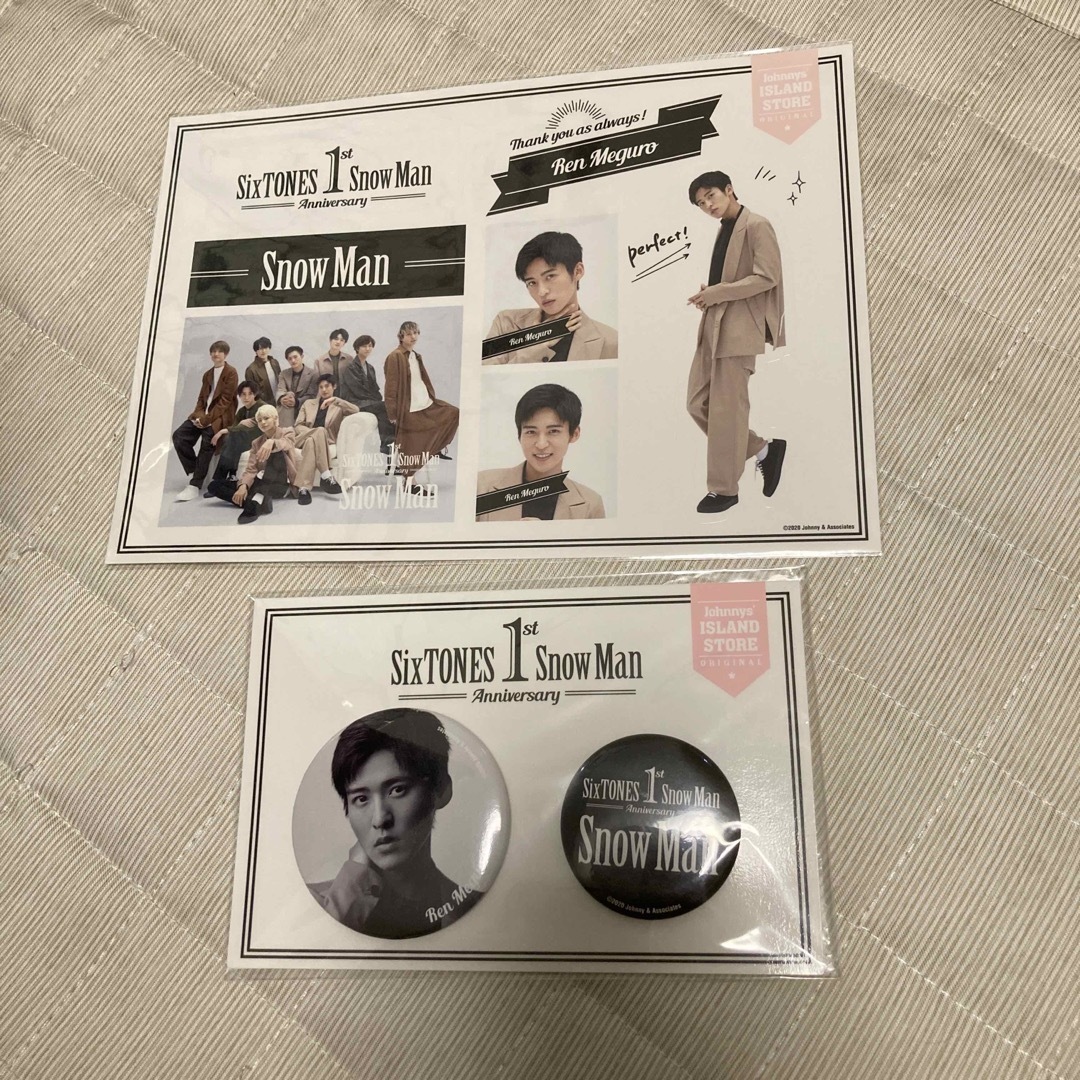 Johnnys'
ISLAND
STORE
ORIGINAL
Thank you as always!
Ren Meguro
SixTONES 1st Snow Man
Anniversary
Snow Man
perfect!
Ren Meguro
Ren Meguro
SixTONES 1st Snow Man
Anniversary
Snow Man
©2020 Johnny & Associates
Johnnys'
ISLAND
STORE
ORIGINAL
SixTONES 1st Snow Man
Anniversary
Ren
SixTONES 1st Snow Man
Anniversary
Snow Man
©2020 Johnny & Associates